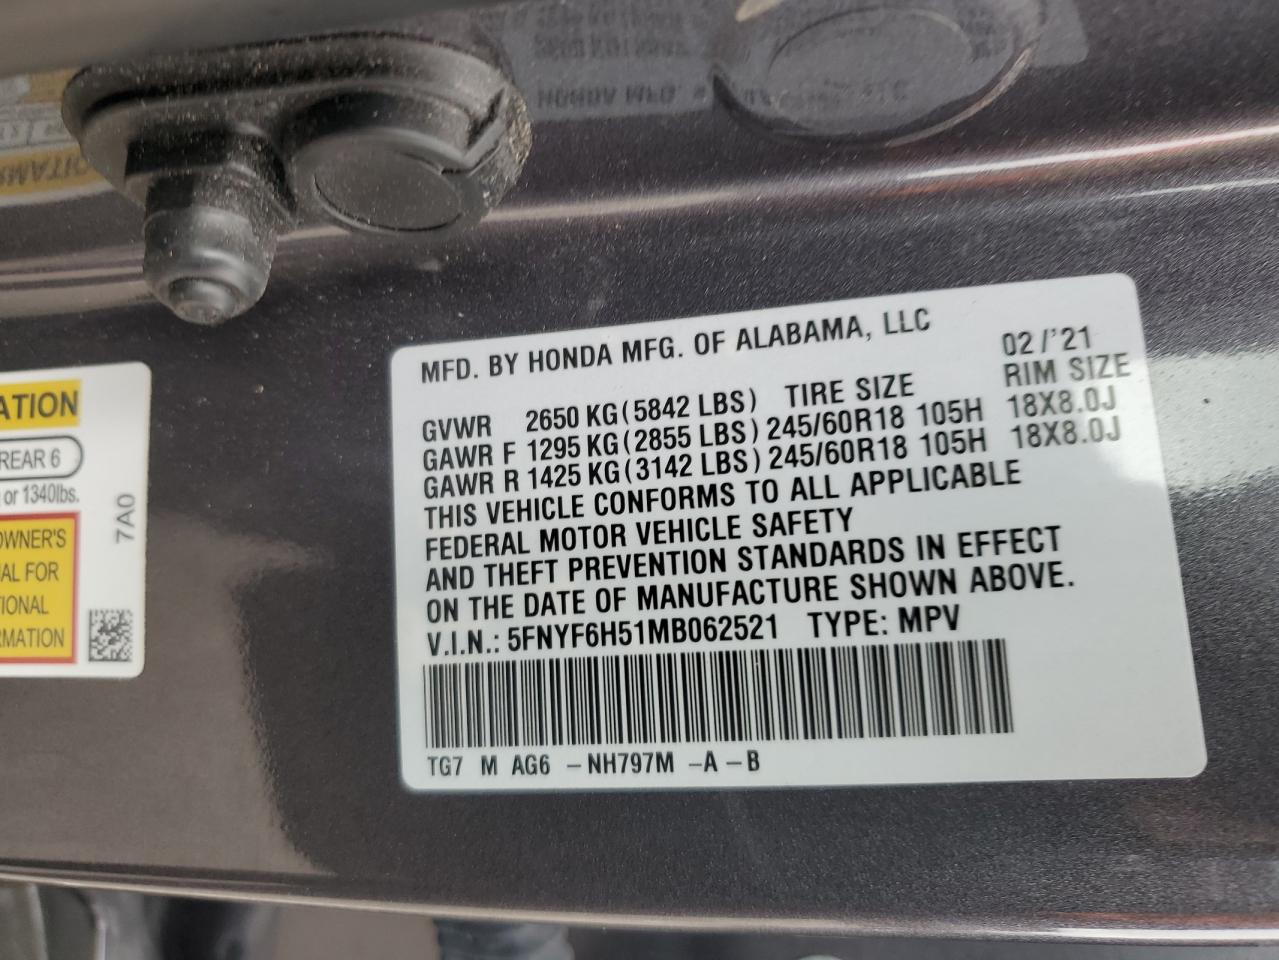 MFD. BY HONDA MFG. OF ALABAMA, LLC
02/'21
GVWR 2650 KG(5842 LBS) TIRE SIZE RIM SIZE
GAWR F 1295 KG(2855 LBS) 245/60R18 105H 18X8.0J
GAWR R 1425 KG(3142 LBS) 245/60R18 105H 18X8.0J
THIS VEHICLE CONFORMS TO ALL APPLICABLE
FEDERAL MOTOR VEHICLE SAFETY
AND THEFT PREVENTION STANDARDS IN EFFECT
ON THE DATE OF MANUFACTURE SHOWN ABOVE.
V.I.N.: 5FNYF6H51MB062521 TYPE: MPV
TG7 M AG6 –NH797M –A –B
ATION
REAR 6
or 1340lbs.
OWNER'S
AL FOR
TIONAL
RMATION
7A0